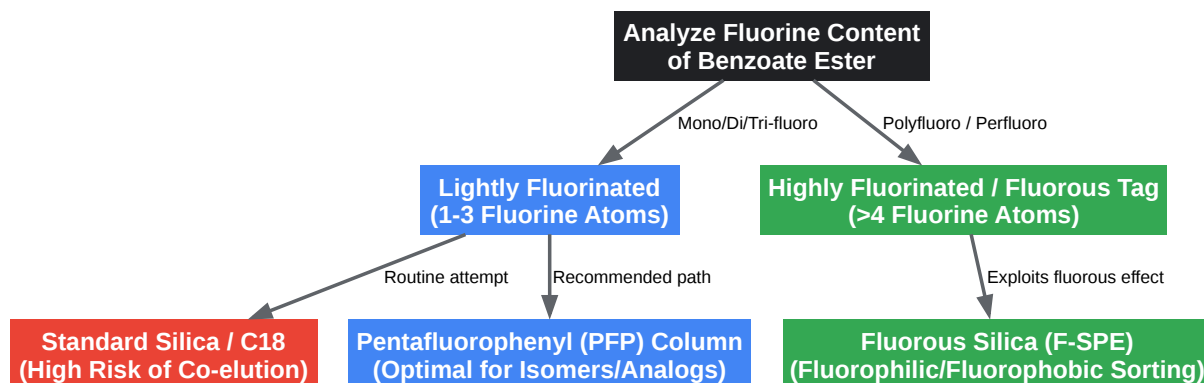 Analyze Fluorine Content
of Benzoate Ester
Mono/Di/Tri-fluoro
Polyfluoro / Perfluoro
Lightly Fluorinated
(1-3 Fluorine Atoms)
Highly Fluorinated / Fluorous Tag
(>4 Fluorine Atoms)
Routine attempt
Recommended path
Exploits fluorous effect
Standard Silica / C18
(High Risk of Co-elution)
Pentafluorophenyl (PFP) Column
(Optimal for Isomers/Analogs)
Fluorous Silica (F-SPE)
(Fluorophilic/Fluorophobic Sorting)